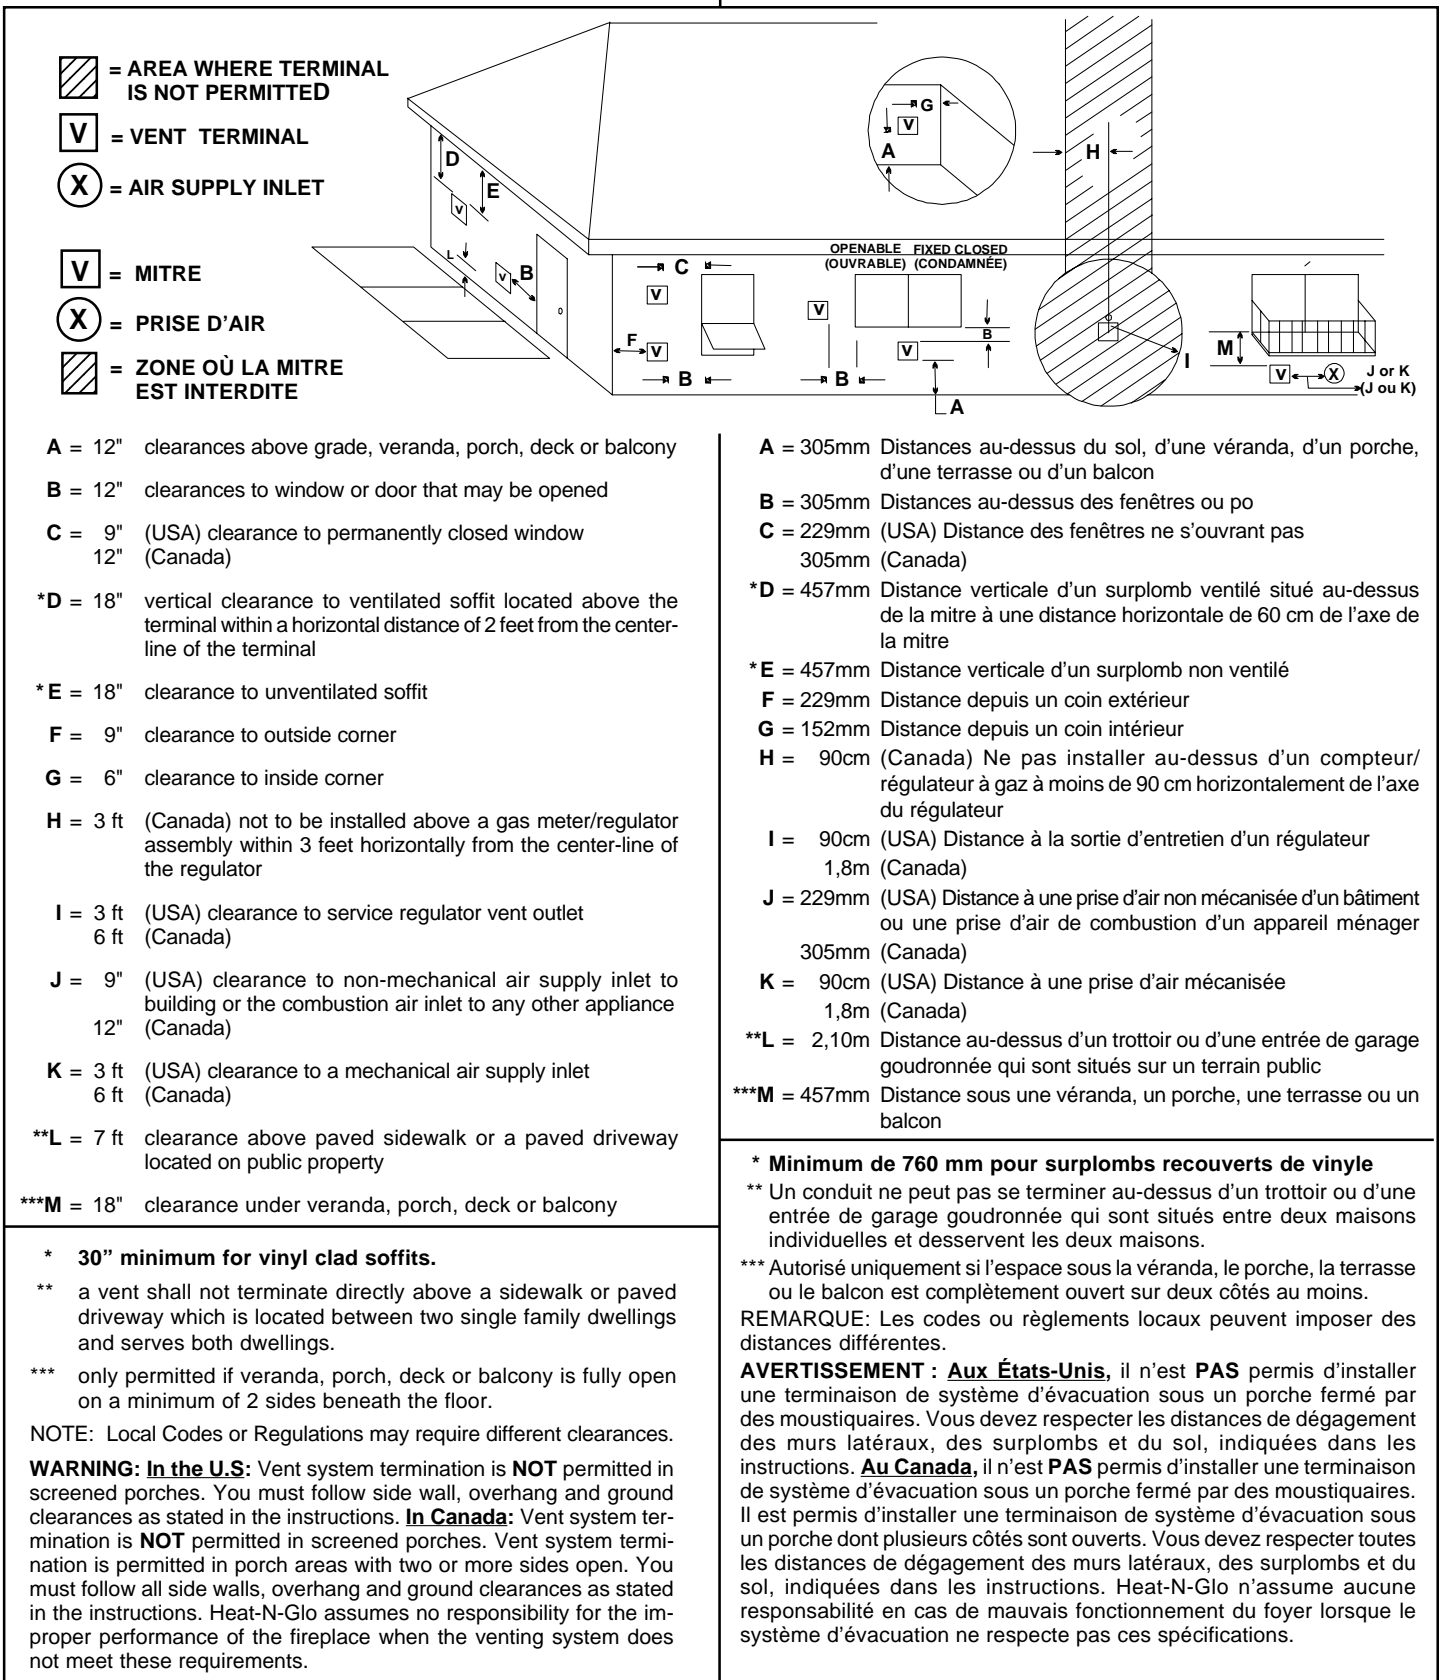 = AREA WHERE TERMINAL
IS NOT PERMITTED
V = VENT TERMINAL
X = AIR SUPPLY INLET
V = MITRE
X = PRISE D'AIR
= ZONE OÙ LA MITRE
EST INTERDITE
D
E
V
L
V
B
G
V
A
H
OPENABLE FIXED CLOSED
(OUVRABLE) (CONDAMNÉE)
C
V
V
B
F
V
V
M
I
B
B
V
X
J or K
(J ou K)
A
A = 12" clearances above grade, veranda, porch, deck or balcony
B = 12" clearances to window or door that may be opened
C = 9" (USA) clearance to permanently closed window
12" (Canada)
*D = 18" vertical clearance to ventilated soffit located above the
terminal within a horizontal distance of 2 feet from the center-
line of the terminal
* E = 18" clearance to unventilated soffit
F = 9" clearance to outside corner
G = 6" clearance to inside corner
H = 3 ft (Canada) not to be installed above a gas meter/regulator
assembly within 3 feet horizontally from the center-line of
the regulator
I = 3 ft (USA) clearance to service regulator vent outlet
6 ft (Canada)
J = 9" (USA) clearance to non-mechanical air supply inlet to
building or the combustion air inlet to any other appliance
12" (Canada)
K = 3 ft (USA) clearance to a mechanical air supply inlet
6 ft (Canada)
**L = 7 ft clearance above paved sidewalk or a paved driveway
located on public property
***M = 18" clearance under veranda, porch, deck or balcony
* 30” minimum for vinyl clad soffits.
** a vent shall not terminate directly above a sidewalk or paved
driveway which is located between two single family dwellings
and serves both dwellings.
*** only permitted if veranda, porch, deck or balcony is fully open
on a minimum of 2 sides beneath the floor.
NOTE: Local Codes or Regulations may require different clearances.
WARNING: In the U.S: Vent system termination is NOT permitted in
screened porches. You must follow side wall, overhang and ground
clearances as stated in the instructions. In Canada: Vent system ter-
mination is NOT permitted in screened porches. Vent system termi-
nation is permitted in porch areas with two or more sides open. You
must follow all side walls, overhang and ground clearances as stated
in the instructions. Heat-N-Glo assumes no responsibility for the im-
proper performance of the fireplace when the venting system does
not meet these requirements.
A = 305mm Distances au-dessus du sol, d'une véranda, d'un porche,
d'une terrasse ou d'un balcon
B = 305mm Distances au-dessus des fenêtres ou po
C = 229mm (USA) Distance des fenêtres ne s'ouvrant pas
305mm (Canada)
*D = 457mm Distance verticale d'un surplomb ventilé situé au-dessus
de la mitre à une distance horizontale de 60 cm de l'axe de
la mitre
* E = 457mm Distance verticale d'un surplomb non ventilé
F = 229mm Distance depuis un coin extérieur
G = 152mm Distance depuis un coin intérieur
H = 90cm (Canada) Ne pas installer au-dessus d'un compteur/
régulateur à gaz à moins de 90 cm horizontalement de l'axe
du régulateur
I = 90cm (USA) Distance à la sortie d'entretien d'un régulateur
1,8m (Canada)
J = 229mm (USA) Distance à une prise d'air non mécanisée d'un bâtiment
ou une prise d'air de combustion d'un appareil ménager
305mm (Canada)
K = 90cm (USA) Distance à une prise d'air mécanisée
1,8m (Canada)
**L = 2,10m Distance au-dessus d'un trottoir ou d'une entrée de garage
goudronnée qui sont situés sur un terrain public
***M = 457mm Distance sous une véranda, un porche, une terrasse ou un
balcon
* Minimum de 760 mm pour surplombs recouverts de vinyle
** Un conduit ne peut pas se terminer au-dessus d'un trottoir ou d'une
entrée de garage goudronnée qui sont situés entre deux maisons
individuelles et desservent les deux maisons.
*** Autorisé uniquement si l'espace sous la véranda, le porche, la terrasse
ou le balcon est complètement ouvert sur deux côtés au moins.
REMARQUE: Les codes ou règlements locaux peuvent imposer des
distances différentes.
AVERTISSEMENT : Aux États-Unis, il n'est PAS permis d'installer
une terminaison de système d'évacuation sous un porche fermé par
des moustiquaires. Vous devez respecter les distances de dégagement
des murs latéraux, des surplombs et du sol, indiquées dans les
instructions. Au Canada, il n'est PAS permis d'installer une terminaison
de système d'évacuation sous un porche fermé par des moustiquaires.
Il est permis d'installer une terminaison de système d'évacuation sous
un porche dont plusieurs côtés sont ouverts. Vous devez respecter toutes
les distances de dégagement des murs latéraux, des surplombs et du
sol, indiquées dans les instructions. Heat-N-Glo n'assume aucune
responsabilité en cas de mauvais fonctionnement du foyer lorsque le
système d'évacuation ne respecte pas ces spécifications.